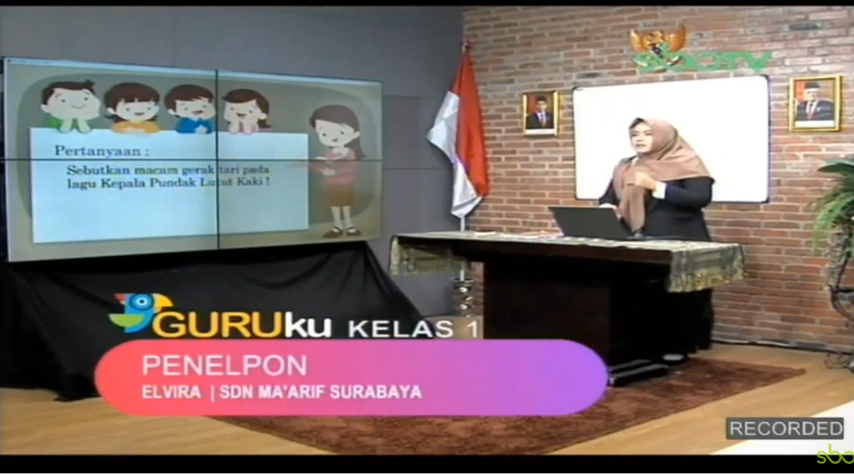 sboTV
Pertanyaan :
Sebutkan macam gerak tari pada
lagu Kepala Pundak Lutut Kaki !
GURUku KELAS 1
PENELPON
ELVIRA | SDN MA'ARIF SURABAYA
RECORDED
sbo